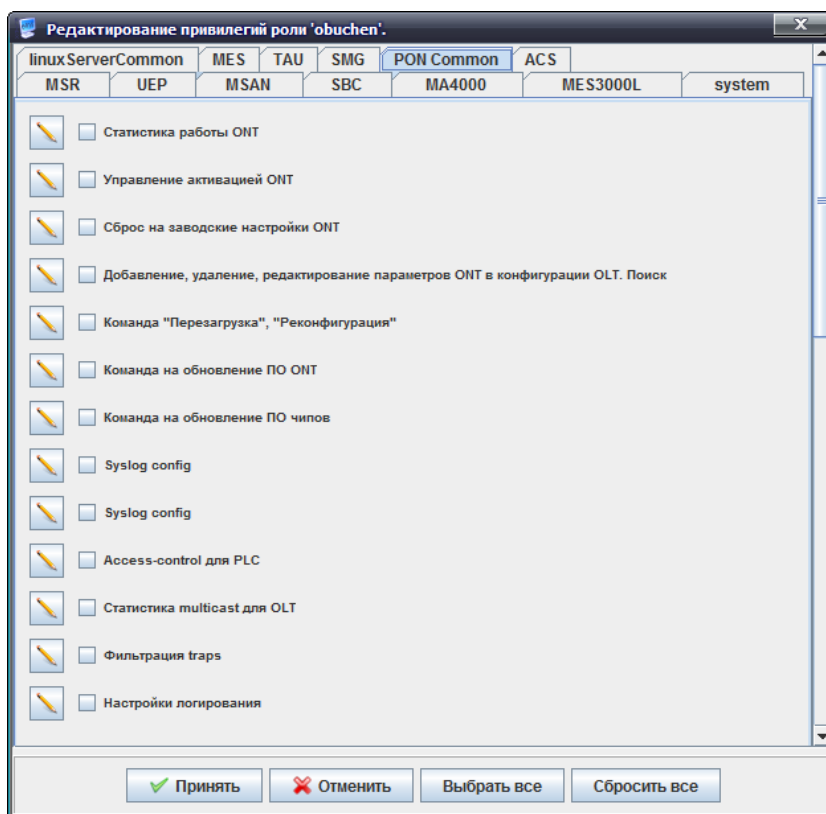 Редактирование привилегий роли 'obuchen'.
linuxServerCommon MES TAU SMG PON Common ACS
MSR UEP MSAN SBC MA4000 MES3000L system
Статистика работы ONT
Управление активацией ONT
Сброс на заводские настройки ONT
Добавление, удаление, редактирование параметров ONT в конфигурации OLT. Поиск
Команда "Перезагрузка", "Реконфигурация"
Команда на обновление ПО ONT
Команда на обновление ПО чипов
Syslog config
Syslog config
Access-control для PLC
Статистика multicast для OLT
Фильтрация traps
Настройки логирования
Принять Отменить Выбрать все Сбросить все